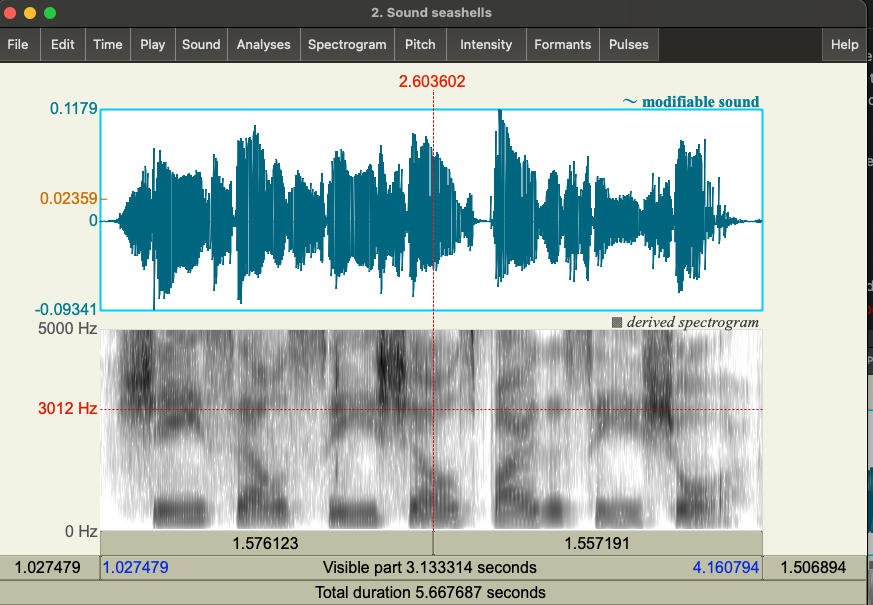 2. Sound seashells
File Edit Time Play Sound Analyses Spectrogram Pitch Intensity Formants Pulses Help
2.603602
0.1179
~ modifiable sound
0.02359
0
-0.09341
derived spectrogram
5000 Hz
3012 Hz
0 Hz
1.576123 1.557191
1.027479 1.027479 Visible part 3.133314 seconds 4.160794 1.506894
Total duration 5.667687 seconds